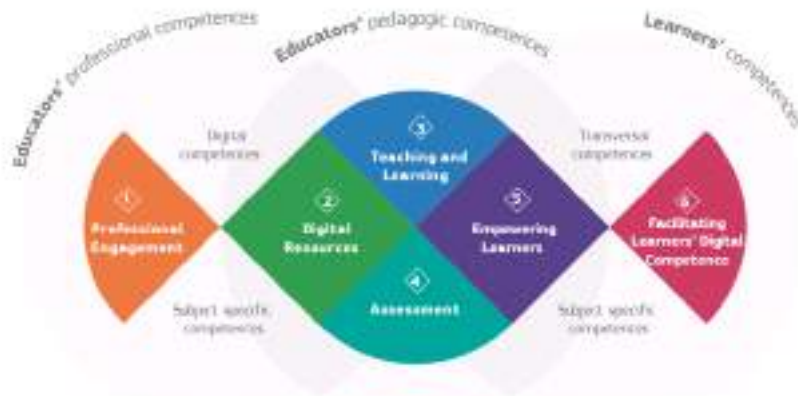 Educators' professional competences
Educators' pedagogic competences
Learners' competences
Digital
competences
Transversal
competences
1
Professional
Engagement
2
Digital
Resources
3
Teaching and
Learning
4
Assessment
5
Empowering
Learners
6
Facilitating
Learners' Digital
Competence
Subject specific
competences
Subject specific
competences